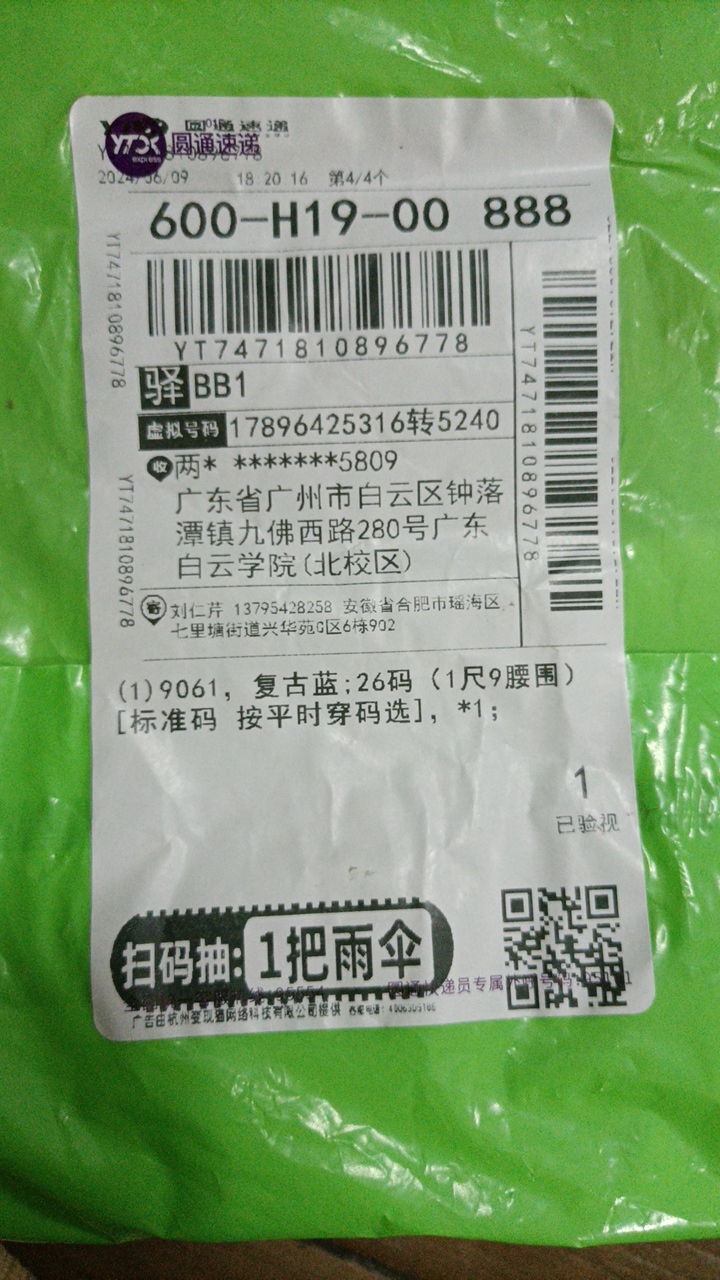 YTO express 圆通速递
2024/06/09 18 20 16 第4/4个
600-H19-00 888
YT7471810896778
YT7471810896778
YT7471810896778
YT7471810896778
驿 BB1
虚拟号码 17896425316转5240
收 两* *******5809
广东省广州市白云区钟落
潭镇九佛西路280号广东
白云学院(北校区)
寄 刘仁芹 13795428258 安徽省合肥市瑶海区
七里塘街道兴华苑G区6栋902
(1)9061, 复古蓝;26码 (1尺9腰围)
[标准码 按平时穿码选], *1;
1
已验视
扫码抽: 1把雨伞